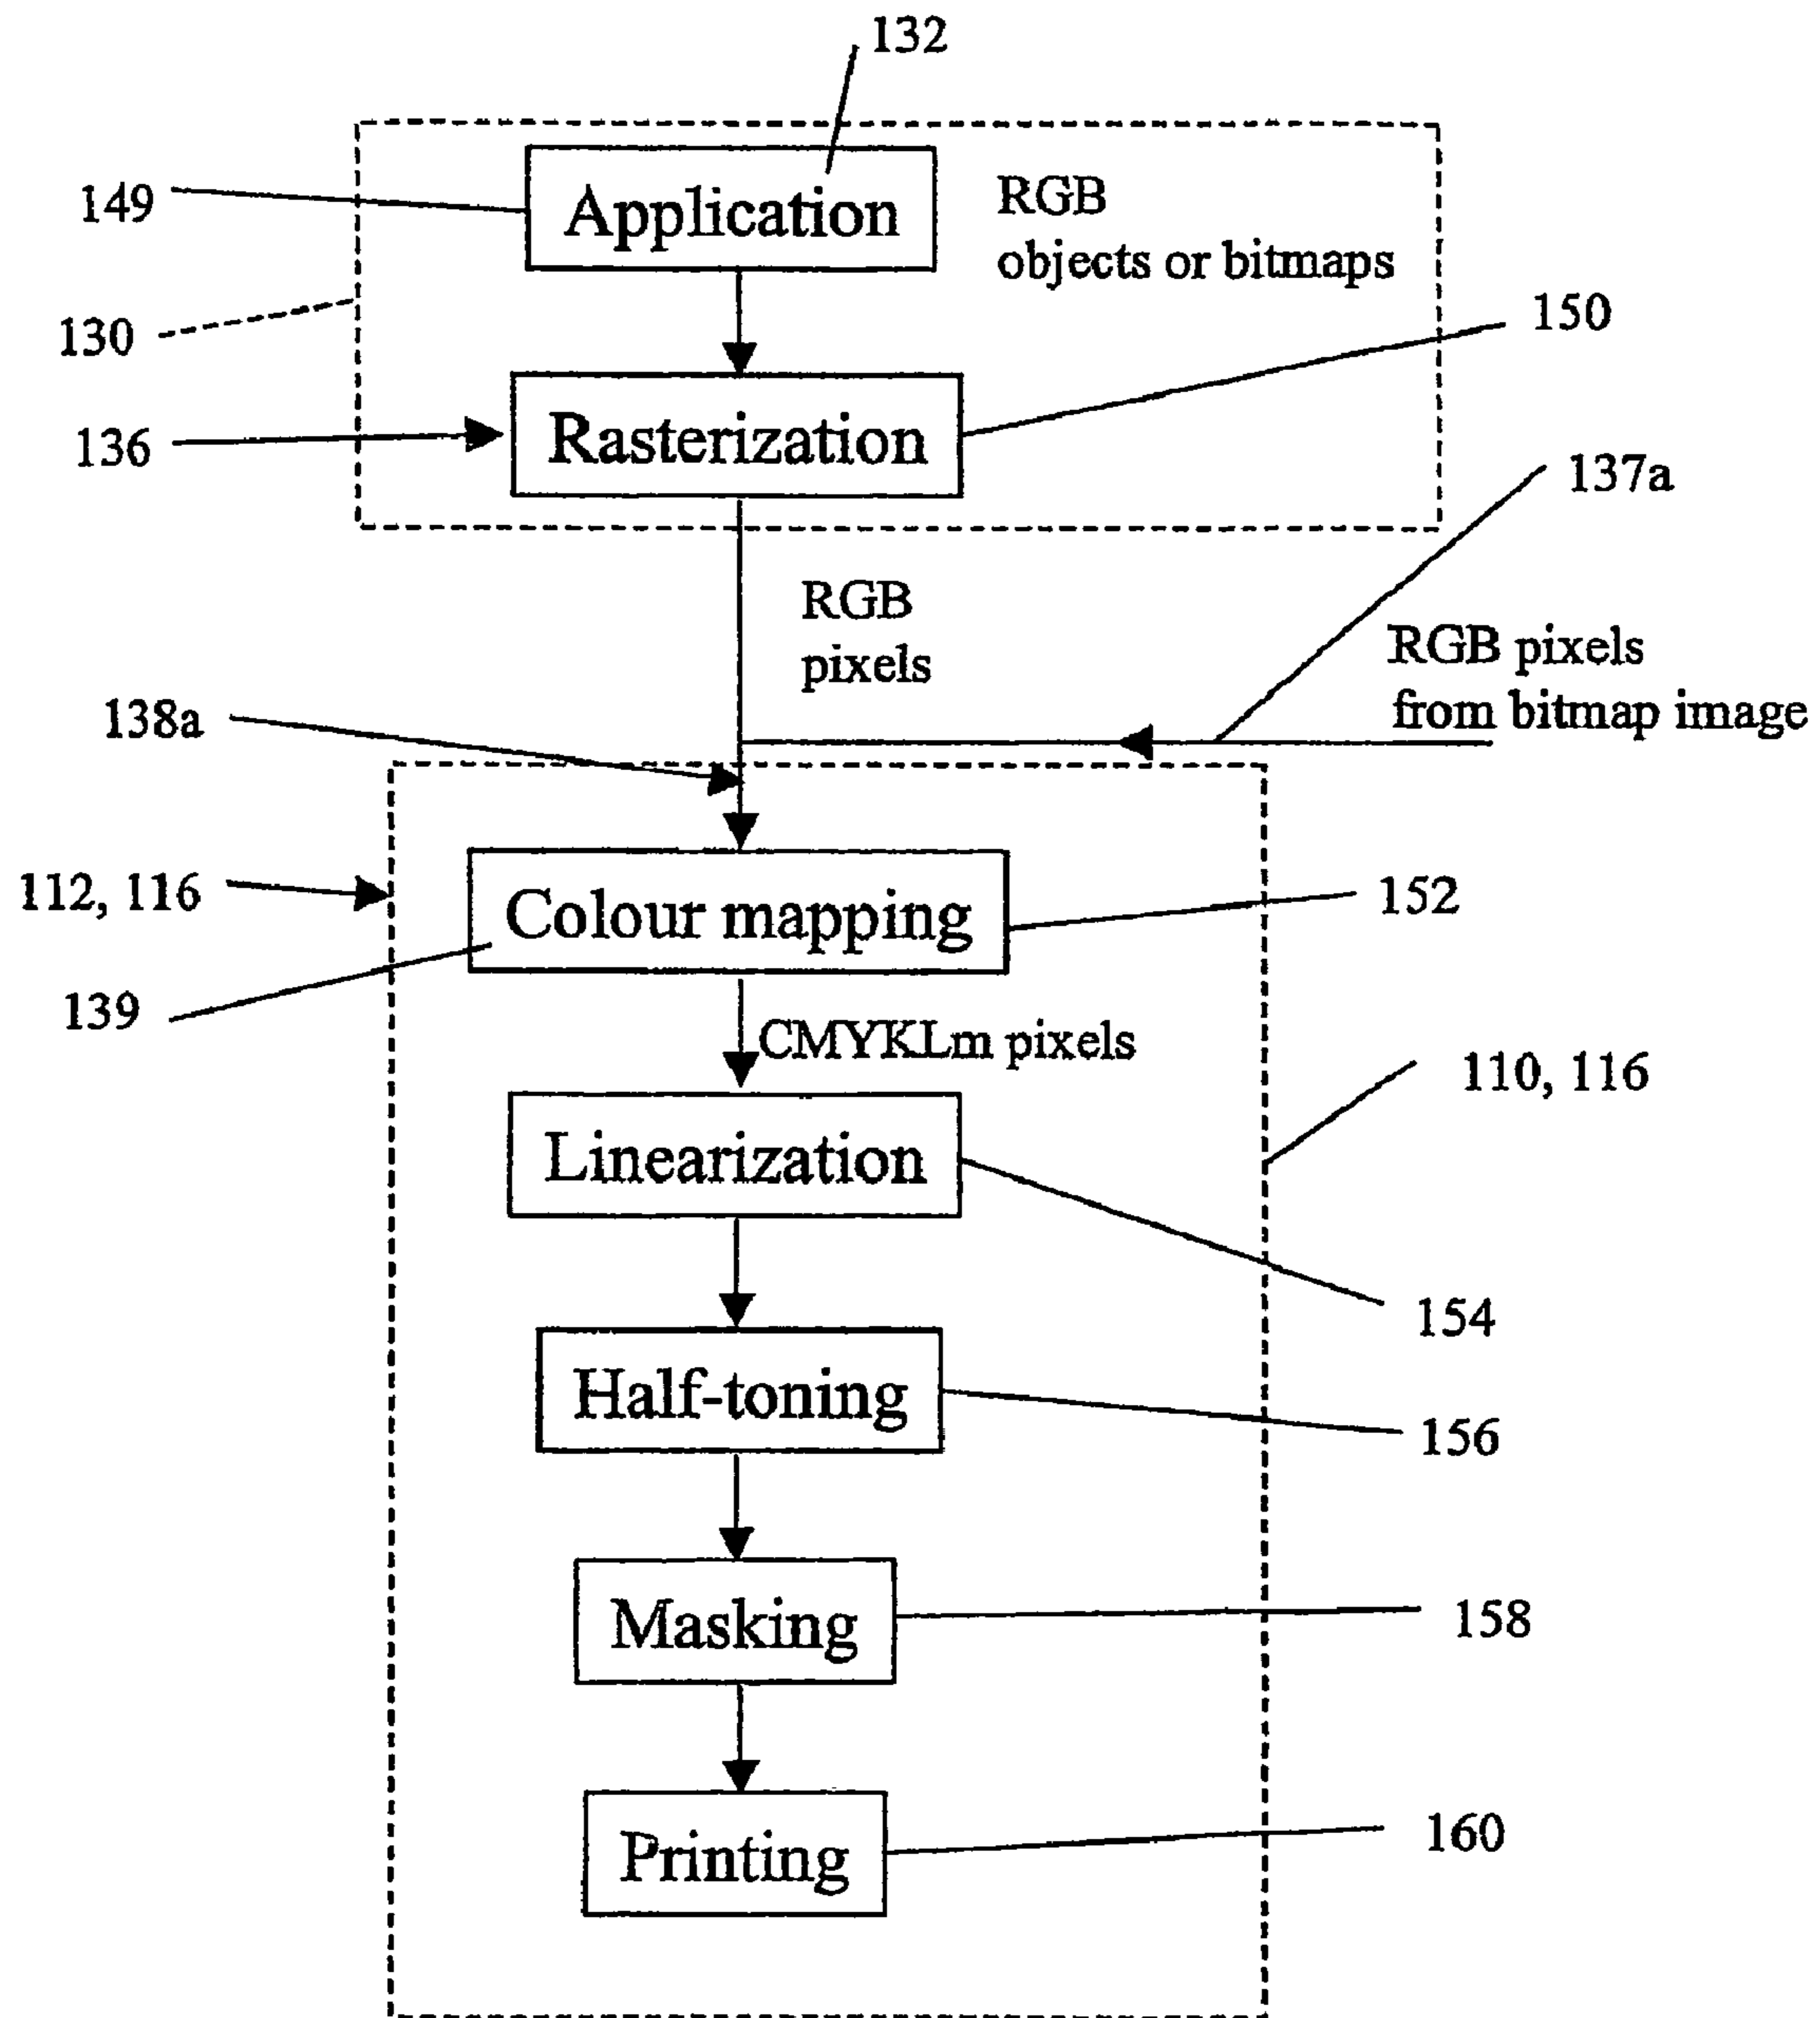 132
Application
RGB
objects or bitmaps
149
130
150
136
Rasterization
137a
RGB
pixels
RGB pixels
from bitmap image
138a
112, 116
Colour mapping
152
139
CMYKLm pixels
110, 116
Linearization
154
Half-toning
156
Masking
158
Printing
160